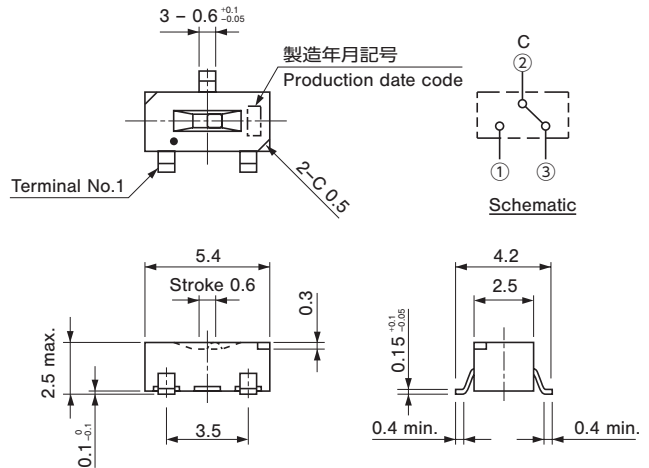 3 – 0.6 +0.1 -0.05
製造年月記号
Production date code
Terminal No.1
2–C 0.5
C
②
①
③
Schematic
5.4
Stroke 0.6
0.3
2.5 max.
0.1 0 -0.1
3.5
4.2
2.5
0.15 +0.1 -0.05
0.4 min.
0.4 min.